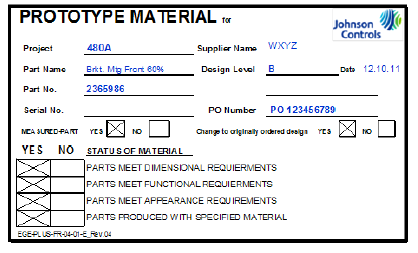 PROTOTYPE MATERIAL for
Johnson Controls
Project 480A Supplier Name WXYZ
Part Name Brkt. Mtg Front 60% Design Level B Date 12.10.11
Part No. 2365986
Serial No. PO Number PO 123456789
MEASURED-PART YES NO Change to originally ordered design YES NO
YES NO STATUS OF MATERIAL
PARTS MEET DIMENSIONAL REQUIERMENTS
PARTS MEET FUNCTIONAL REQUIERMENTS
PARTS MEET APPEARANCE REQUIREMENTS
PARTS PRODUCED WITH SPECIFIED MATERIAL
EGE-PLUS-FR-04-01-E_Rev.04